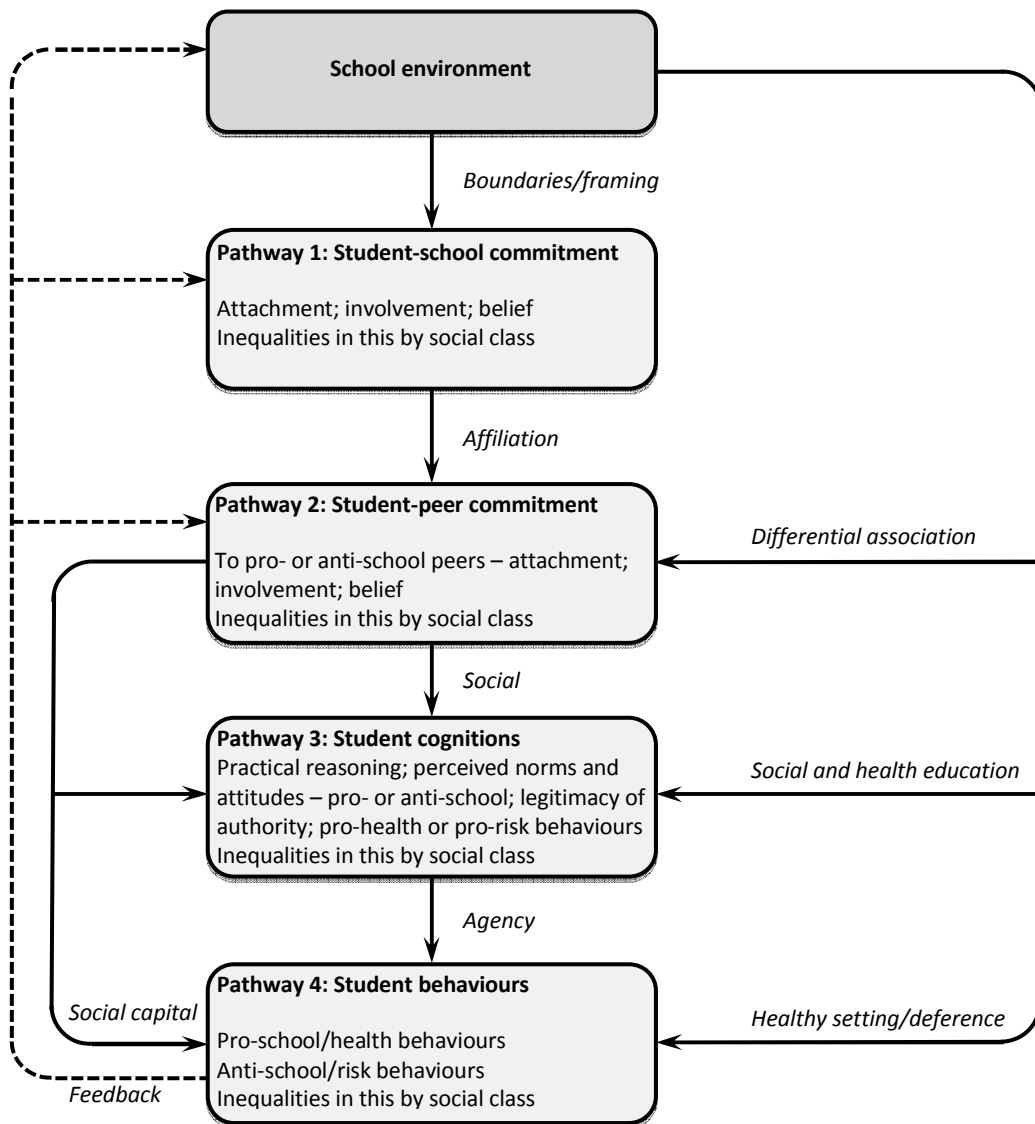 School environment
Boundaries/framing
Pathway 1: Student-school commitment
Attachment; involvement; belief
Inequalities in this by social class
Affiliation
Pathway 2: Student-peer commitment
To pro- or anti-school peers – attachment;
involvement; belief
Inequalities in this by social class
Differential association
Social
Pathway 3: Student cognitions
Practical reasoning; perceived norms and
attitudes – pro- or anti-school; legitimacy of
authority; pro-health or pro-risk behaviours
Inequalities in this by social class
Social and health education
Agency
Pathway 4: Student behaviours
Pro-school/health behaviours
Anti-school/risk behaviours
Inequalities in this by social class
Social capital
Healthy setting/deference
Feedback